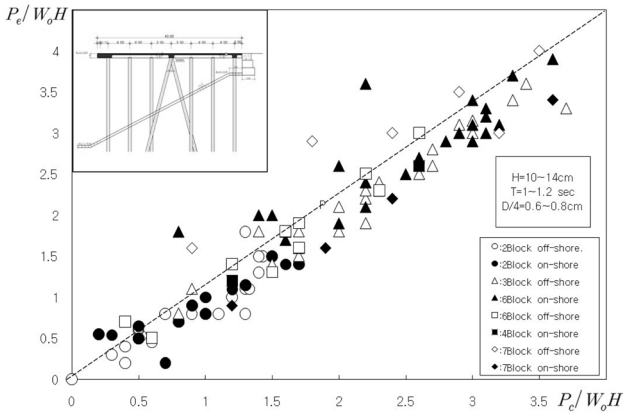 Pe/WoH
4
3.5
3
2.5
2
1.5
1
0.5
0
0
0.5
1
1.5
2
2.5
3
3.5
Pc/WoH
P
H=10~14cm
T=1~1.2 sec
D/4=0.6~0.8cm
○:2Block off-shore.
●:2Block on-shore
△:3Block off-shore
▲:6Block on-shore
□:6Block off-shore
■:4Block on-shore
◇:7Block off-shore
◆:7Block on-shore